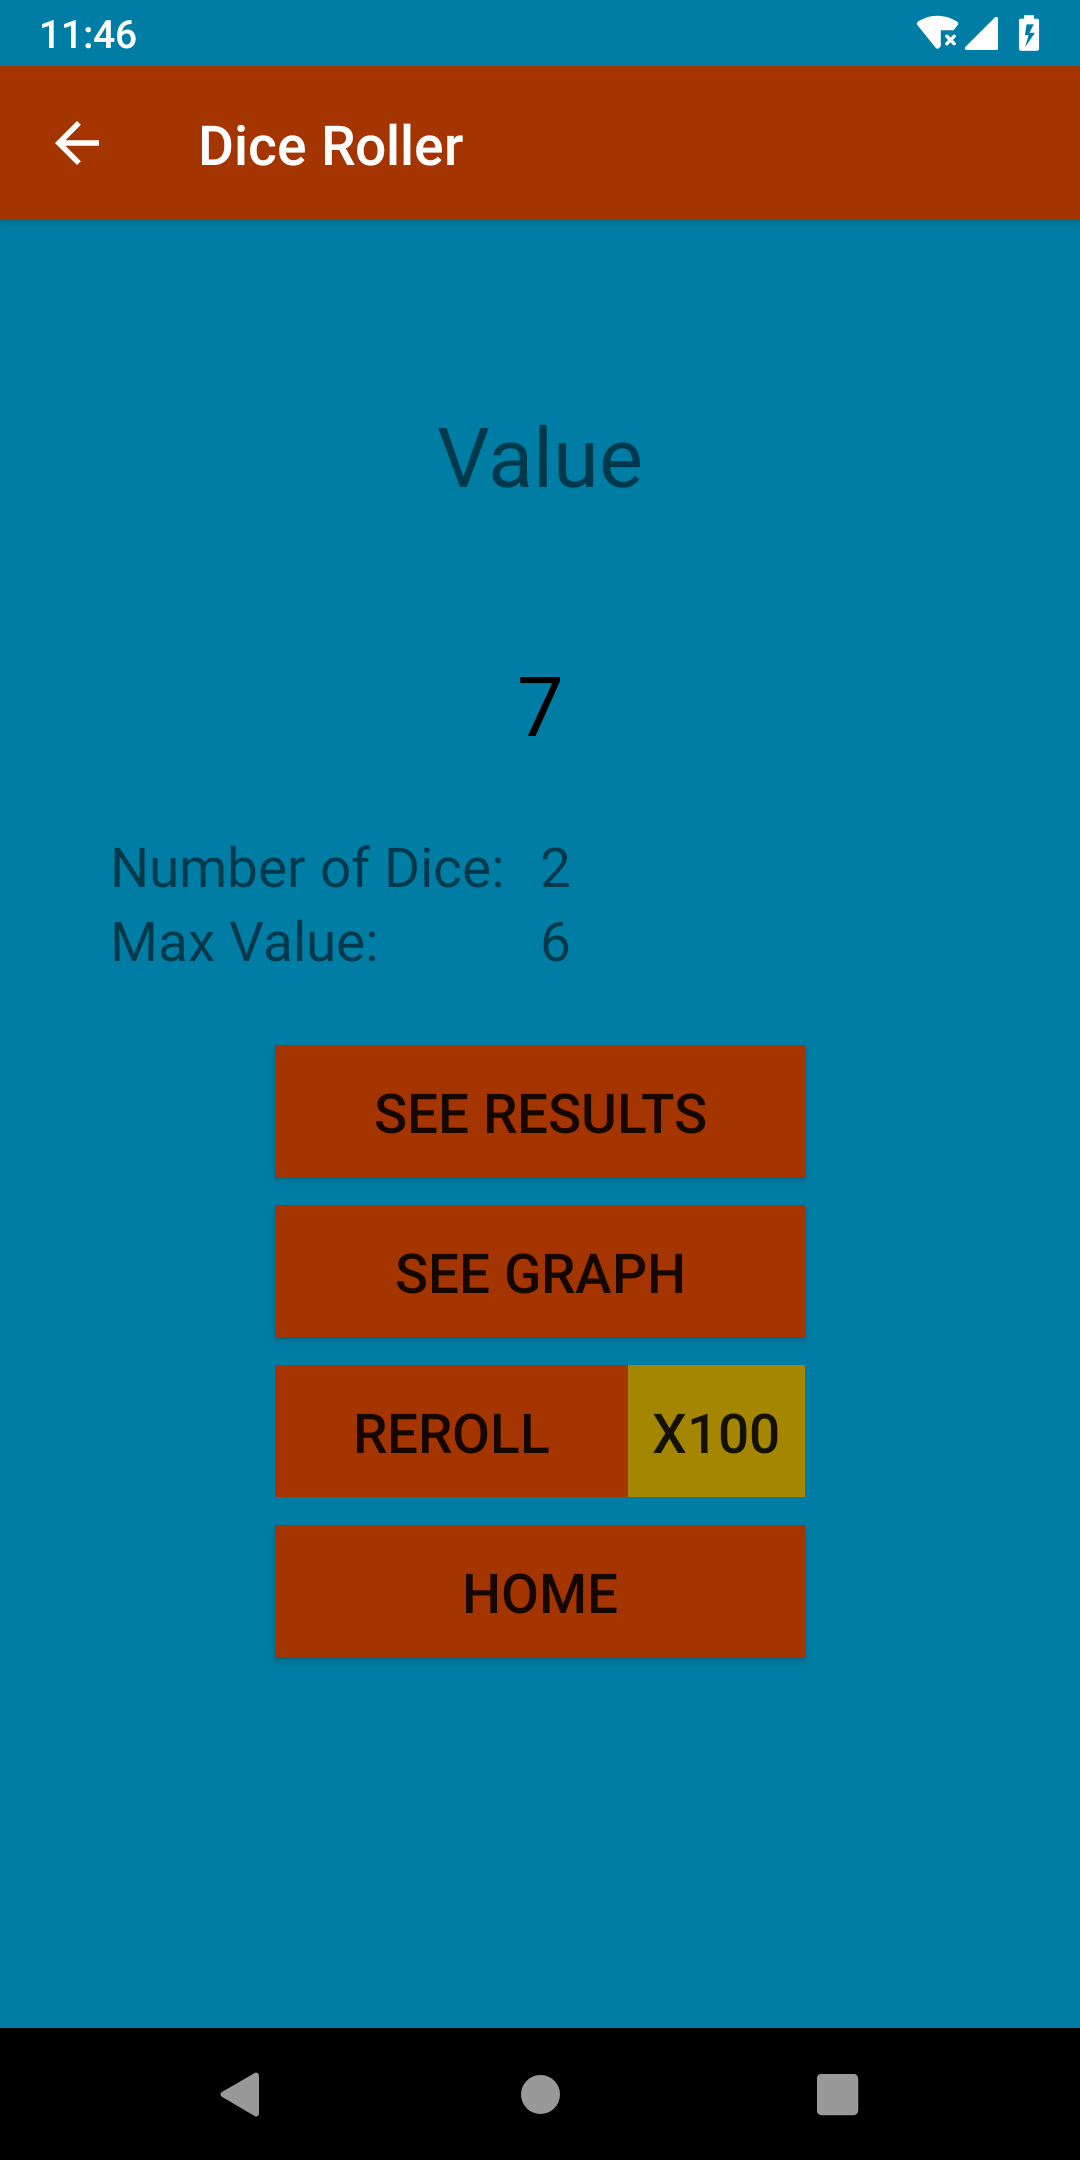 11:46
Dice Roller
Value
7
Number of Dice: 2
Max Value: 6
SEE RESULTS
SEE GRAPH
REROLL X100
HOME